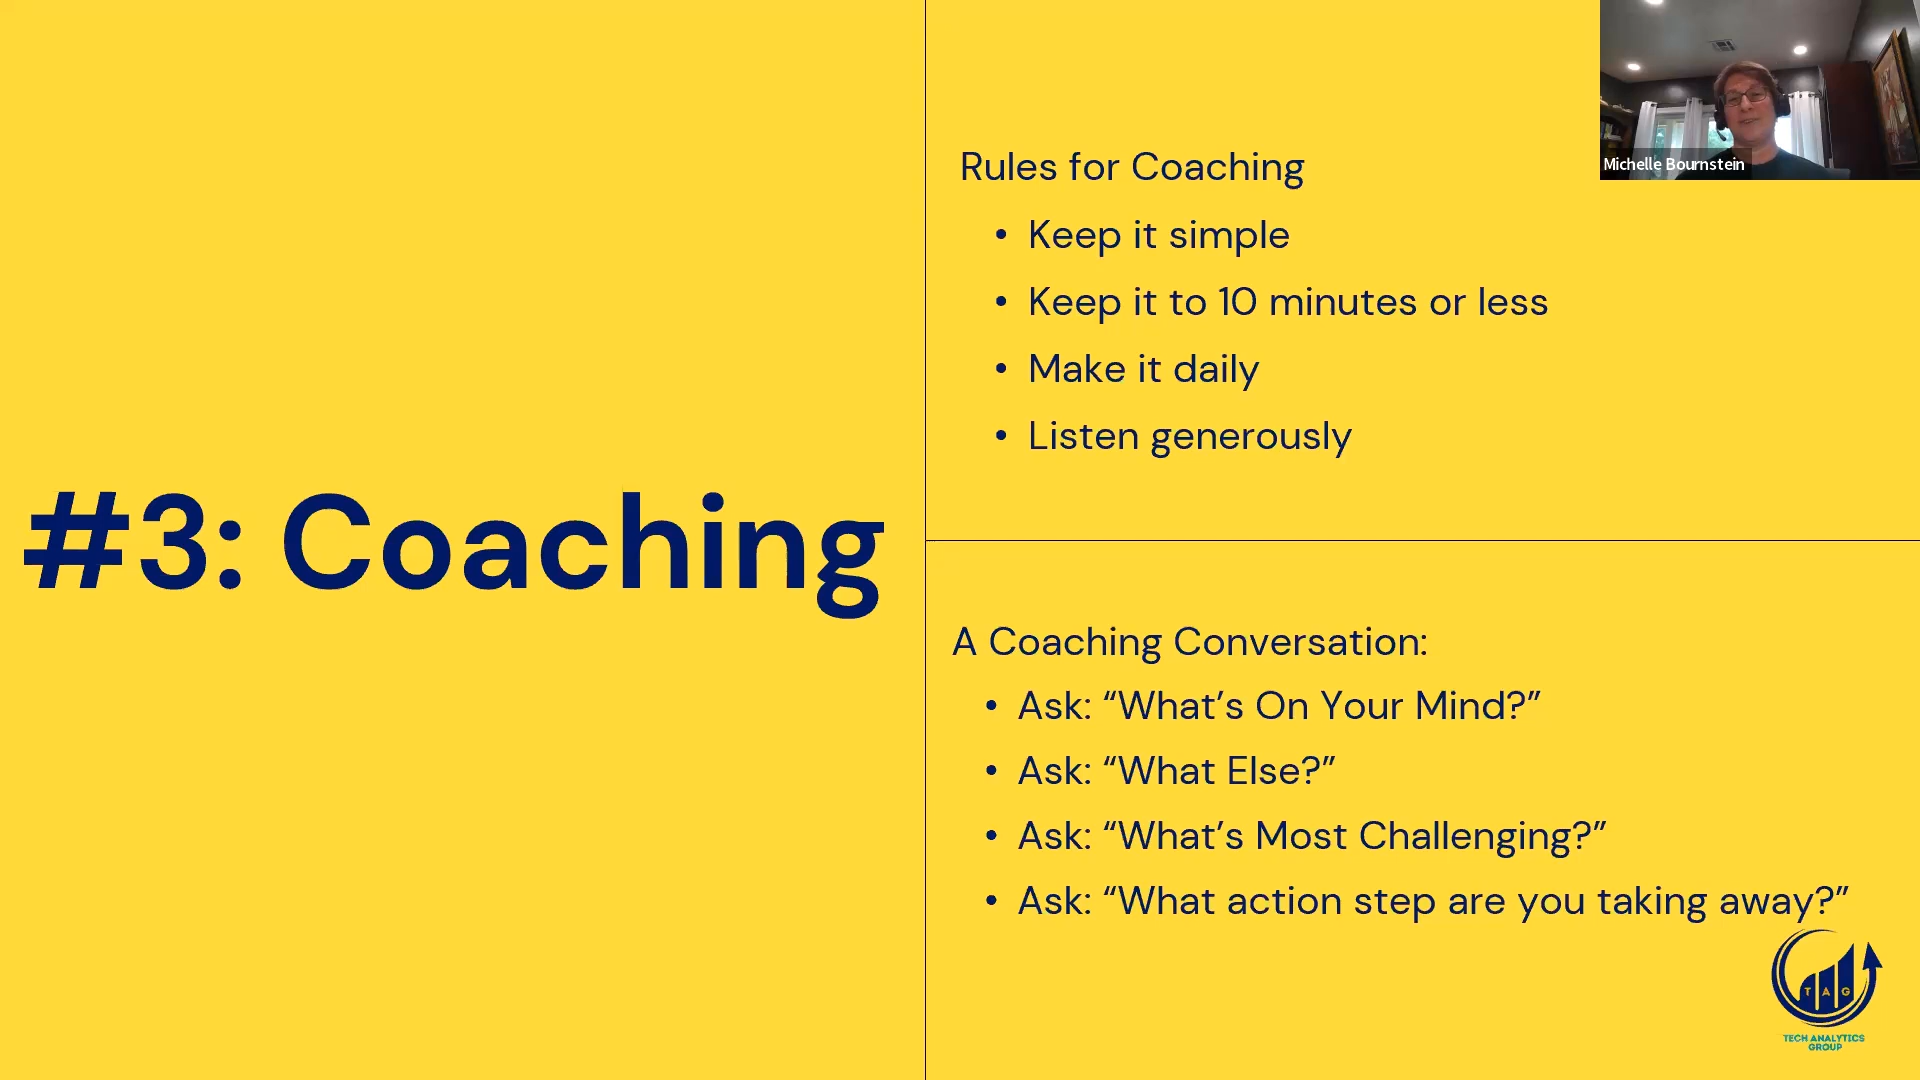 #3: Coaching
Rules for Coaching
• Keep it simple
• Keep it to 10 minutes or less
• Make it daily
• Listen generously
A Coaching Conversation:
• Ask: “What’s On Your Mind?”
• Ask: “What Else?”
• Ask: “What’s Most Challenging?”
• Ask: “What action step are you taking away?”
Michelle Bournstein
T A G
TECH ANALYTICS
GROUP